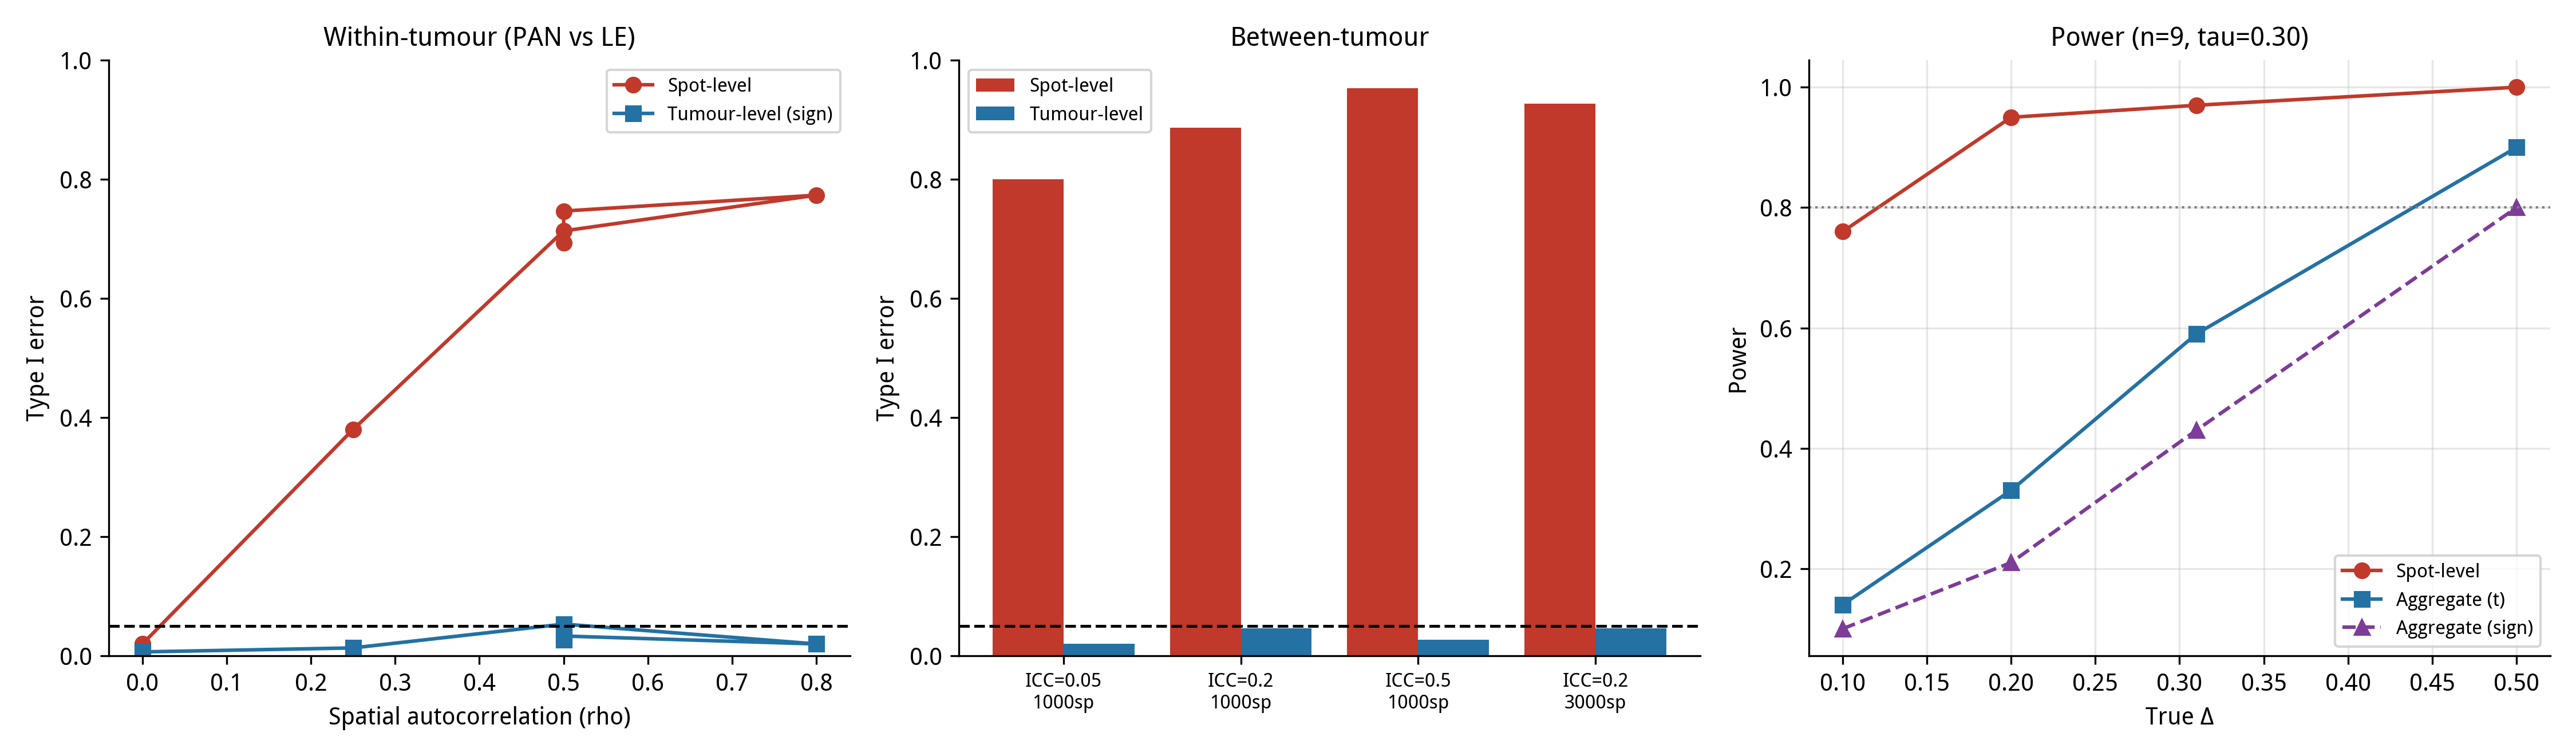 Within-tumour (PAN vs LE)
Type I error
1.0
0.8
0.6
0.4
0.2
0.0
Spot-level
Tumour-level (sign)
0.0 0.1 0.2 0.3 0.4 0.5 0.6 0.7 0.8
Spatial autocorrelation (rho)
Between-tumour
Type I error
1.0
0.8
0.6
0.4
0.2
0.0
Spot-level
Tumour-level
ICC=0.05
1000sp
ICC=0.2
1000sp
ICC=0.5
1000sp
ICC=0.2
3000sp
Power (n=9, tau=0.30)
Power
1.0
0.8
0.6
0.4
0.2
Spot-level
Aggregate (t)
Aggregate (sign)
0.10 0.15 0.20 0.25 0.30 0.35 0.40 0.45 0.50
True Δ